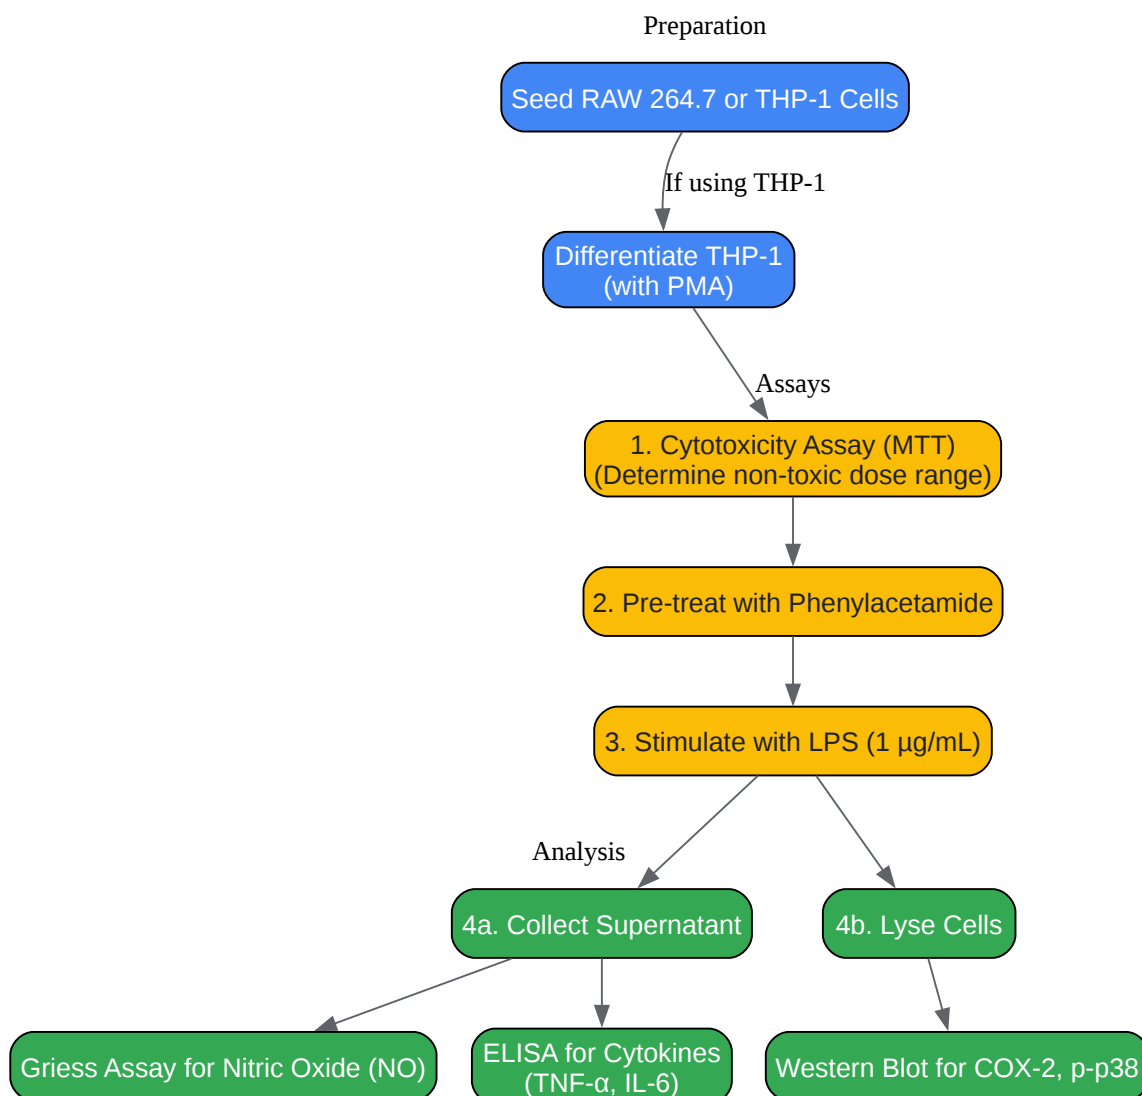 Preparation
Seed RAW 264.7 or THP-1 Cells
If using THP-1
Differentiate THP-1
(with PMA)
Assays
1. Cytotoxicity Assay (MTT)
(Determine non-toxic dose range)
2. Pre-treat with Phenylacetamide
3. Stimulate with LPS (1 µg/mL)
Analysis
4a. Collect Supernatant
4b. Lyse Cells
Griess Assay for Nitric Oxide (NO)
ELISA for Cytokines
(TNF-α, IL-6)
Western Blot for COX-2, p-p38